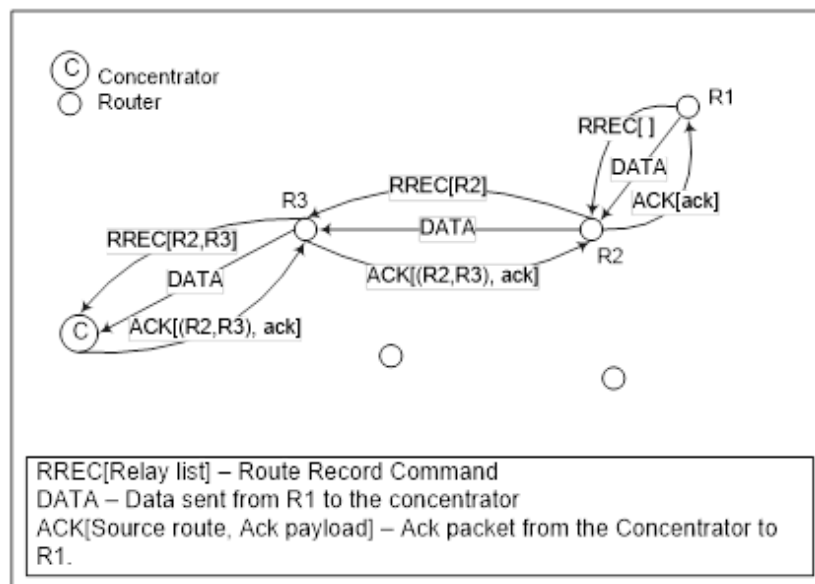 C Concentrator
Router
R1
RREC[ ]
DATA
ACK[ack]
RREC[R2]
R3
DATA
R2
RREC[R2,R3]
DATA
ACK[(R2,R3), ack]
ACK[(R2,R3), ack]
C
RREC[Relay list] – Route Record Command
DATA – Data sent from R1 to the concentrator
ACK[Source route, Ack payload] – Ack packet from the Concentrator to
R1.